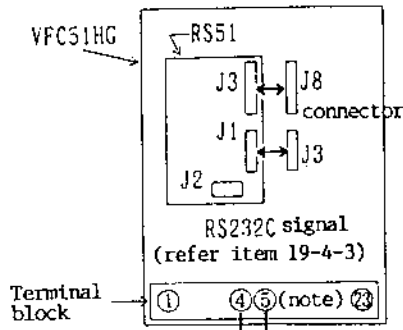 VFC51HG
RS51
J3
J8
connector
J1
J3
J2
RS232C signal
(refer item 19-4-3)
Terminal
block
① ④ ⑤ (note) ㉓